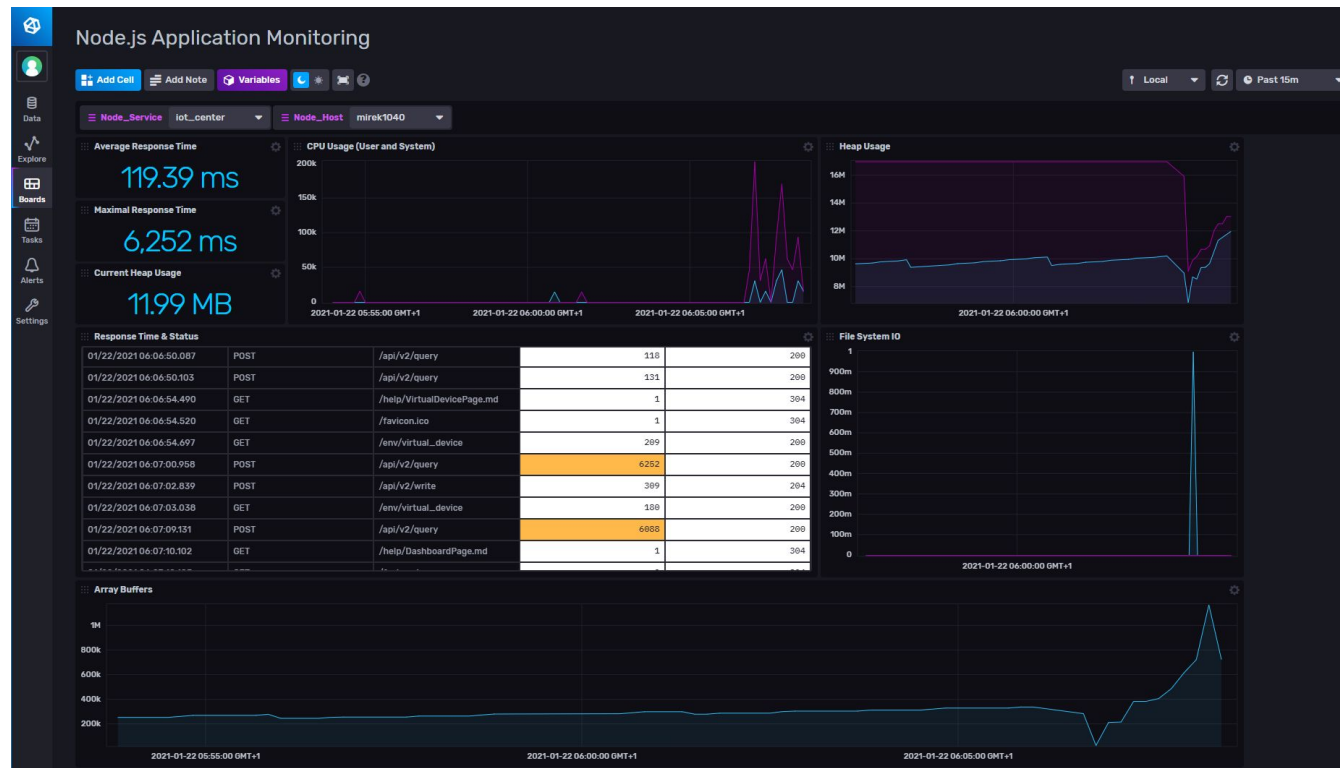 Node.js Application Monitoring
Add Cell Add Note Variables
Local Past 15m
Data
Explore
Boards
Tasks
Alerts
Settings
Node_Service iot_center Node_Host mirek1040
Average Response Time
119.39 ms
Maximal Response Time
6,252 ms
Current Heap Usage
11.99 MB
CPU Usage (User and System)
200k
150k
100k
50k
0
2021-01-22 05:55:00 GMT+1 2021-01-22 06:00:00 GMT+1 2021-01-22 06:05:00 GMT+1
Heap Usage
16M
14M
12M
10M
8M
2021-01-22 06:00:00 GMT+1
Response Time & Status
01/22/2021 06:06:50.087 POST /api/v2/query 118 200
01/22/2021 06:06:50.103 POST /api/v2/query 131 200
01/22/2021 06:06:54.490 GET /help/VirtualDevicePage.md 1 304
01/22/2021 06:06:54.520 GET /favicon.ico 1 304
01/22/2021 06:06:54.697 GET /env/virtual_device 209 200
01/22/2021 06:07:00.958 POST /api/v2/query 6252 200
01/22/2021 06:07:02.839 POST /api/v2/write 309 204
01/22/2021 06:07:03.038 GET /env/virtual_device 180 200
01/22/2021 06:07:09.131 POST /api/v2/query 6088 200
01/22/2021 06:07:10.102 GET /help/DashboardPage.md 1 304
File System IO
1
900m
800m
700m
600m
500m
400m
300m
200m
100m
0
2021-01-22 06:00:00 GMT+1
Array Buffers
1M
800k
600k
400k
200k
2021-01-22 05:55:00 GMT+1 2021-01-22 06:00:00 GMT+1 2021-01-22 06:05:00 GMT+1